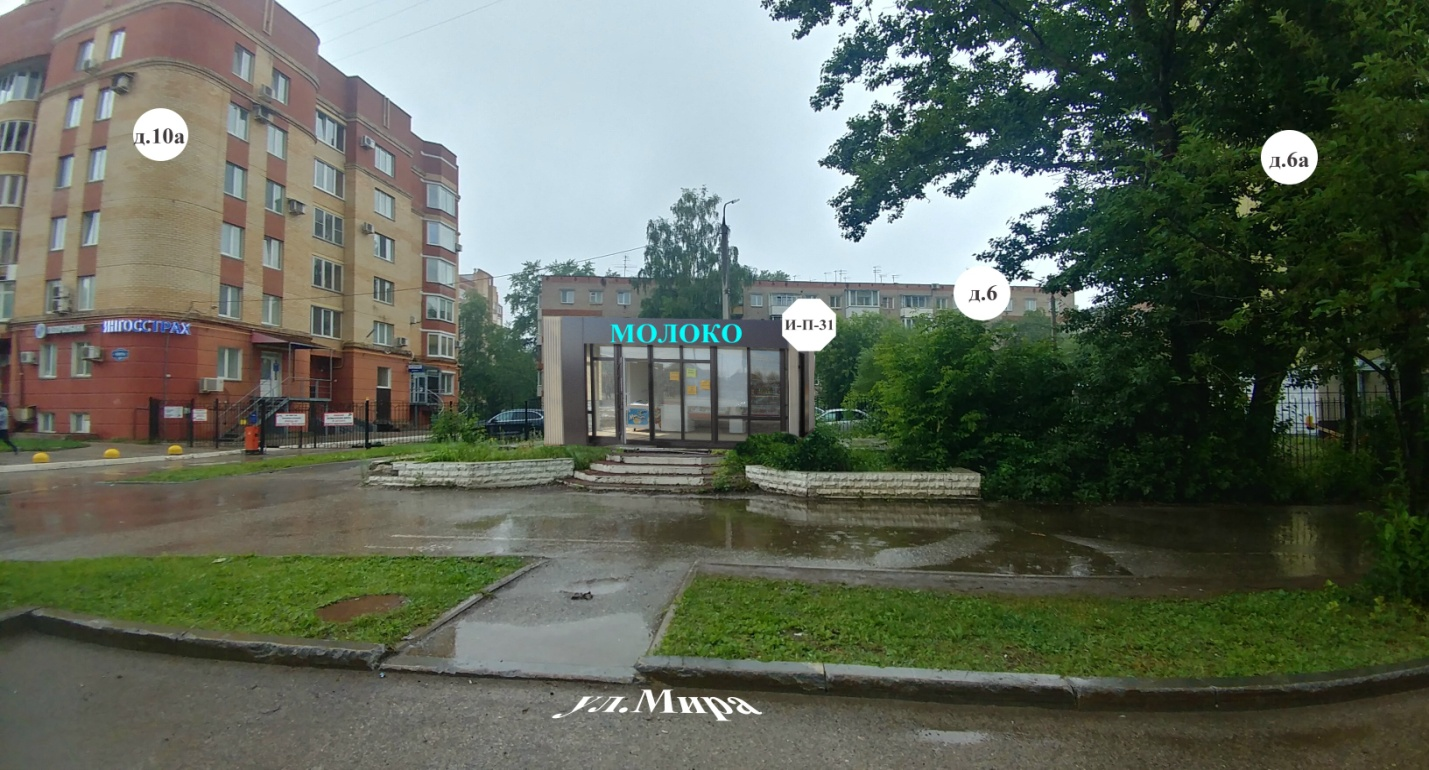 д.10а
д.6а
д.6
И-П-31
МОЛОКО
ИНГОССТРАХ
ул.Мира